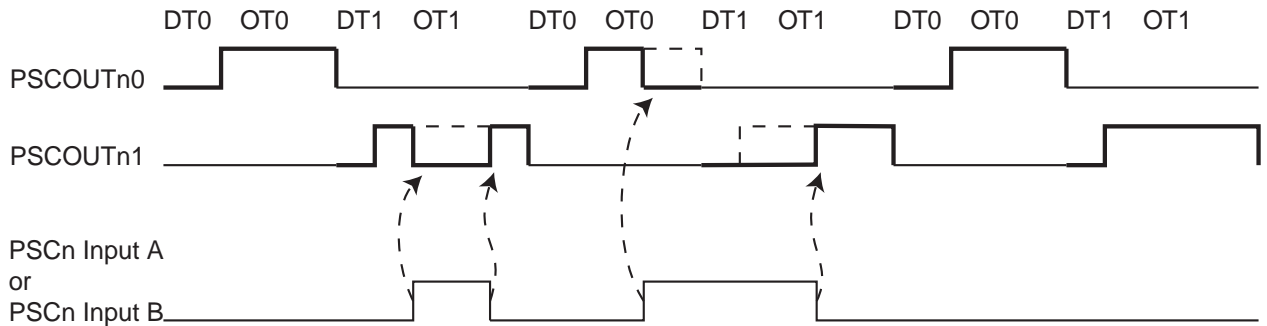 DT0 OT0 DT1 OT1 DT0 OT0 DT1 OT1 DT0 OT0 DT1 OT1
PSCOUTn0
PSCOUTn1
PSCn Input A
or
PSCn Input B